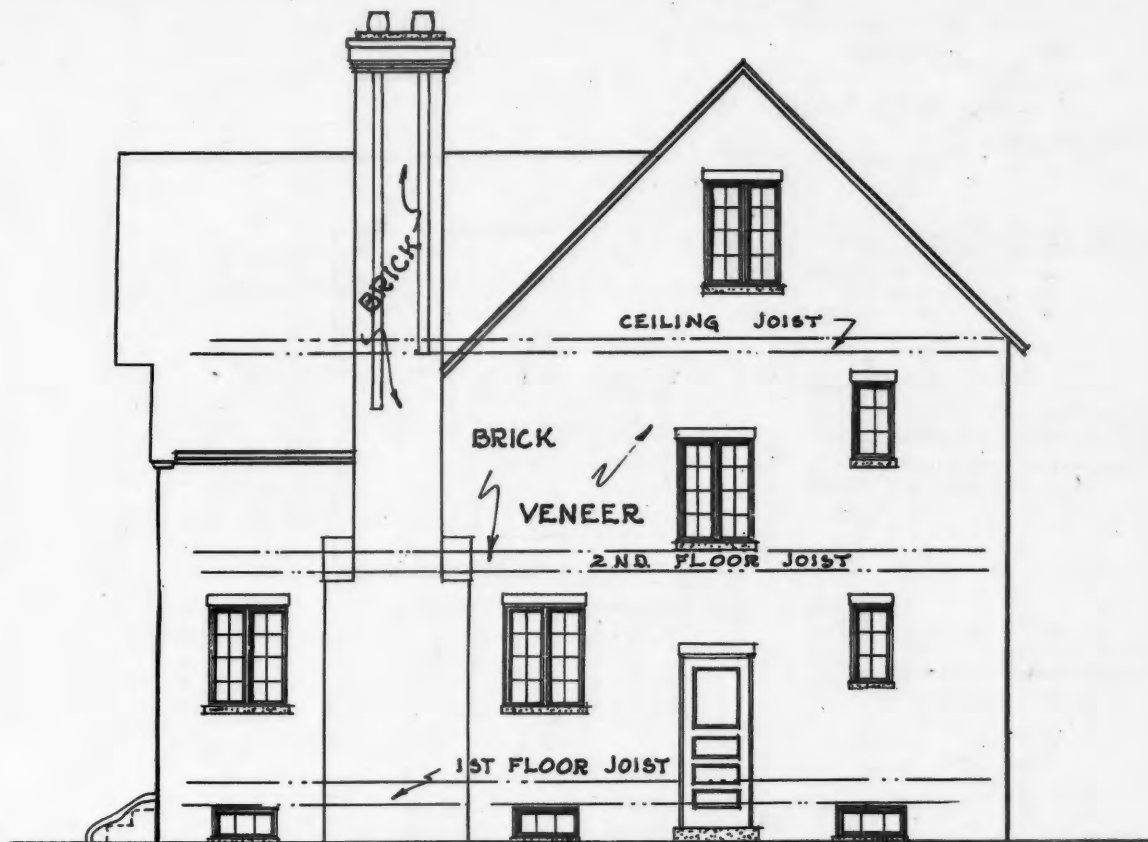 BRICK
CEILING JOIST
BRICK
VENEER
2ND. FLOOR JOIST
1ST FLOOR JOIST